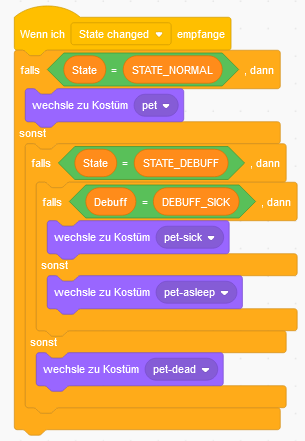 Wenn ich State changed empfange
falls State = STATE_NORMAL , dann
wechsle zu Kostüm pet
sonst
falls State = STATE_DEBUFF , dann
falls Debuff = DEBUFF_SICK , dann
wechsle zu Kostüm pet-sick
sonst
wechsle zu Kostüm pet-asleep
sonst
wechsle zu Kostüm pet-dead